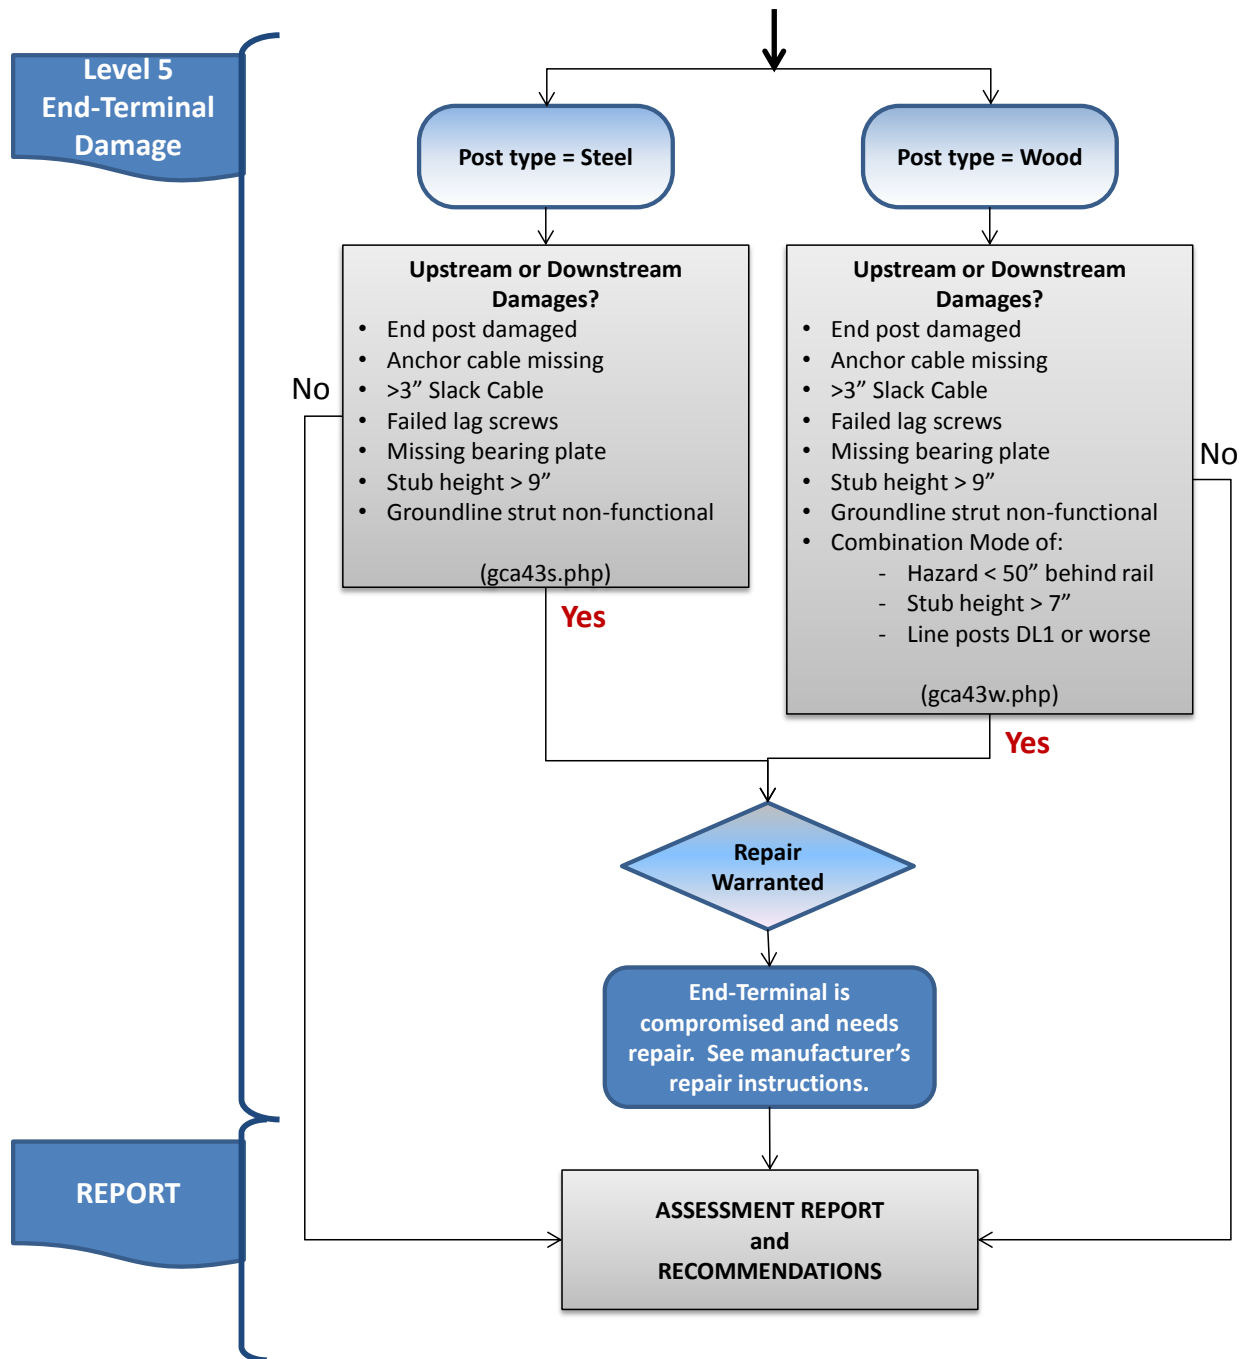 Level 5
End-Terminal
Damage
Post type = Steel
Post type = Wood
Upstream or Downstream
Damages?
• End post damaged
• Anchor cable missing
• >3” Slack Cable
• Failed lag screws
• Missing bearing plate
• Stub height > 9”
• Groundline strut non-functional
(gca43s.php)
No
Yes
Upstream or Downstream
Damages?
• End post damaged
• Anchor cable missing
• >3” Slack Cable
• Failed lag screws
• Missing bearing plate
• Stub height > 9”
• Groundline strut non-functional
• Combination Mode of:
- Hazard < 50” behind rail
- Stub height > 7”
- Line posts DL1 or worse
(gca43w.php)
No
Yes
Repair
Warranted
End-Terminal is
compromised and needs
repair. See manufacturer’s
repair instructions.
REPORT
ASSESSMENT REPORT
and
RECOMMENDATIONS